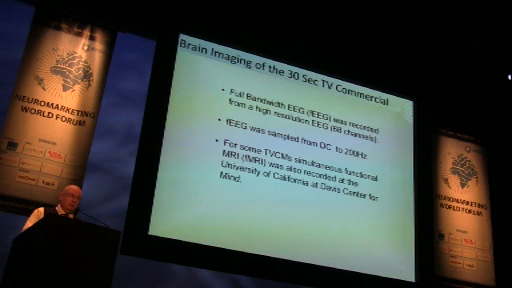 Brain Imaging of the 30 Sec TV Commercial
• Full Bandwidth EEG (fEEG) was recorded
from a high resolution EEG (68 channels).
• fEEG was sampled from DC to 200Hz
• For some TVCMs simultaneous functional
MRI (fMRI) was also recorded at the
University of California at Davis Center for
Mind.
NEUROMARKETING
WORLD FORUM
NEUROMARKETING
WORLD FORUM